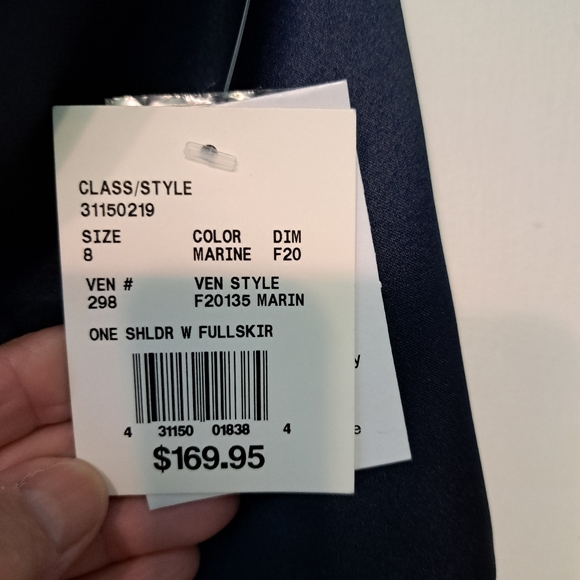 CLASS/STYLE
31150219
SIZE COLOR DIM
8 MARINE F20
VEN # VEN STYLE
298 F20135 MARIN
ONE SHLDR W FULLSKIR
4 31150 01838 4
$169.95
y
e